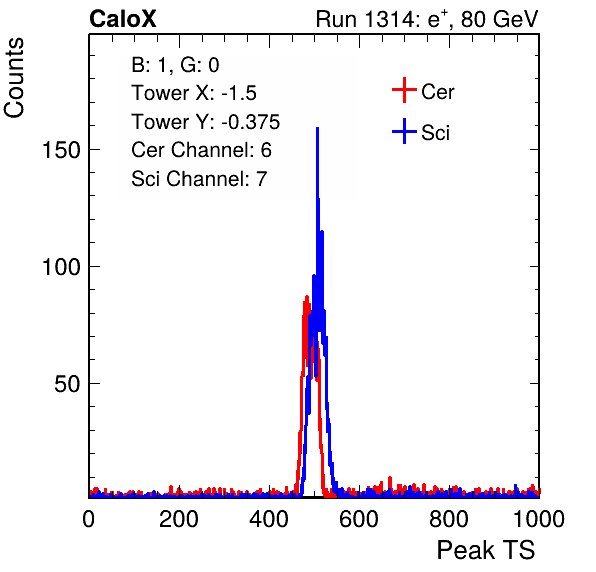 CaloX
Run 1314: e⁺, 80 GeV
Counts
B: 1, G: 0
Tower X: -1.5
Tower Y: -0.375
Cer Channel: 6
Sci Channel: 7
Cer
Sci
150
100
50
0 200 400 600 800 1000
Peak TS